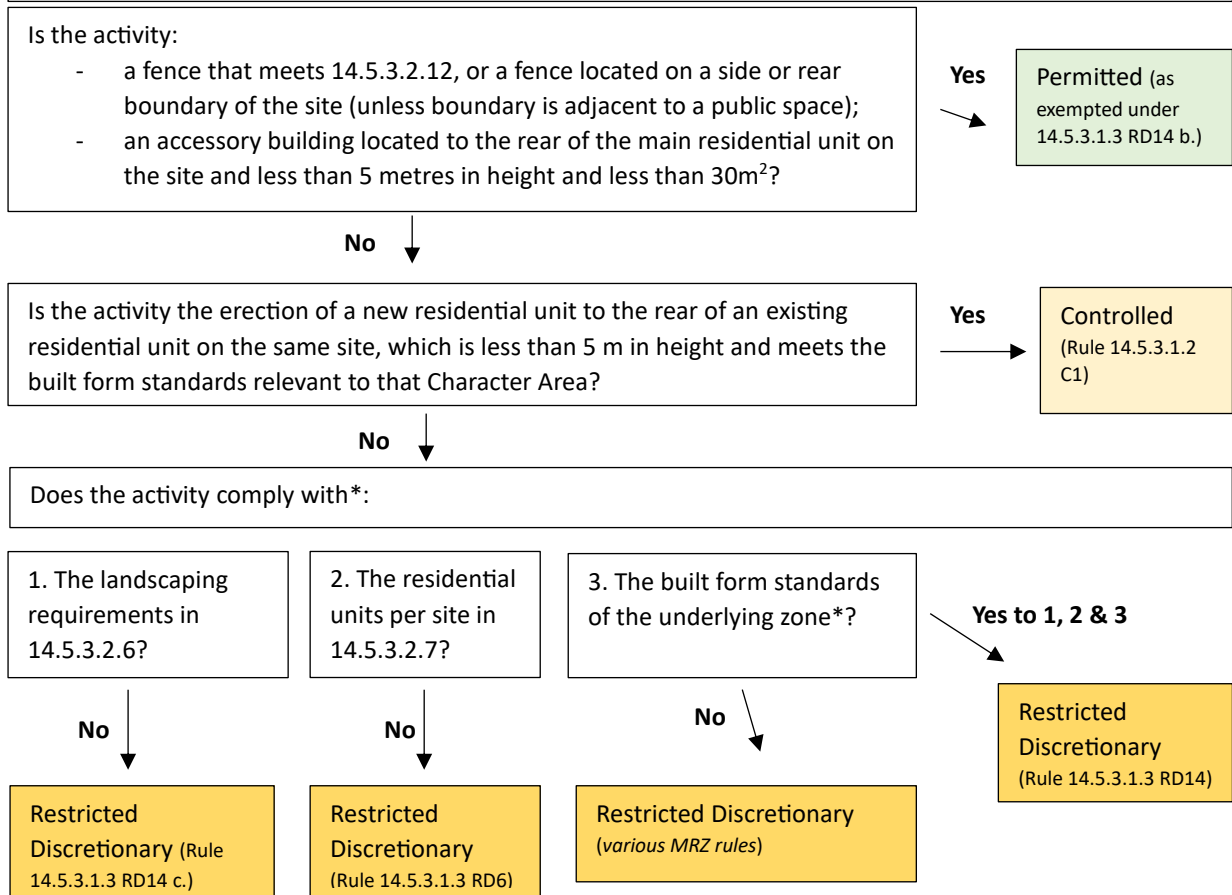 Is the activity:
- a fence that meets 14.5.3.2.12, or a fence located on a side or rear
boundary of the site (unless boundary is adjacent to a public space);
- an accessory building located to the rear of the main residential unit on
the site and less than 5 metres in height and less than 30m²?
Yes
Permitted (as
exempted under
14.5.3.1.3 RD14 b.)
No
Is the activity the erection of a new residential unit to the rear of an existing
residential unit on the same site, which is less than 5 m in height and meets the
built form standards relevant to that Character Area?
Yes
Controlled
(Rule 14.5.3.1.2
C1)
No
Does the activity comply with*:
1. The landscaping
requirements in
14.5.3.2.6?
2. The residential
units per site in
14.5.3.2.7?
3. The built form standards
of the underlying zone*?
Yes to 1, 2 & 3
No
No
No
Restricted
Discretionary
(Rule 14.5.3.1.3 RD14)
Restricted
Discretionary (Rule
14.5.3.1.3 RD14 c.)
Restricted
Discretionary
(Rule 14.5.3.1.3 RD6)
Restricted Discretionary
(various MRZ rules)